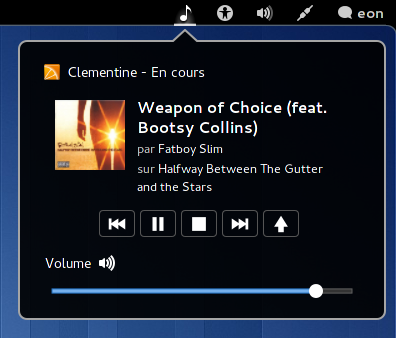 eon
Clementine - En cours
Weapon of Choice (feat.
Bootsy Collins)
par Fatboy Slim
sur Halfway Between The Gutter
and the Stars
Volume